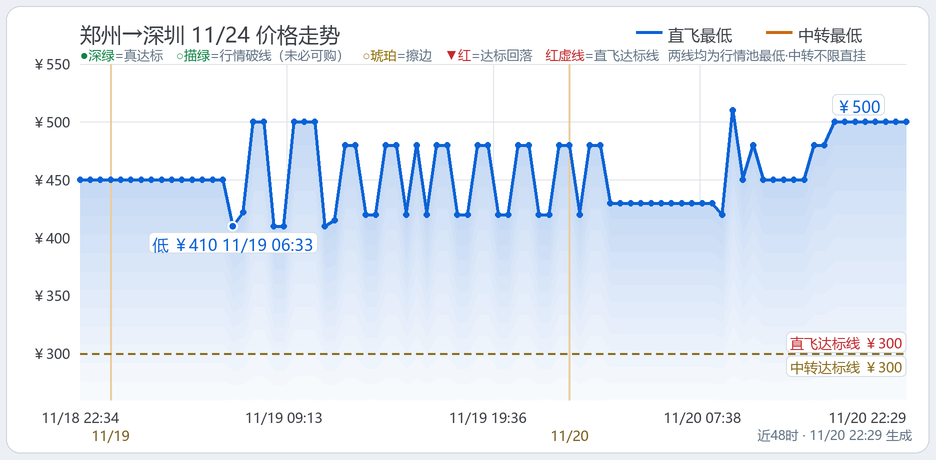 郑州→深圳 11/24 价格走势
直飞最低 中转最低
●深绿=真达标 ○描绿=行情破线（未必可购） ○琥珀=擦边 ▼红=达标回落 红虚线=直飞达标线 两线均为行情池最低·中转不限直挂
¥550
¥500
¥500
¥450
低 ¥410 11/19 06:33
¥400
¥350
直飞达标线 ¥300
¥300
中转达标线 ¥300
11/18 22:34 11/19 09:13 11/19 19:36 11/20 07:38 11/20 22:29
11/19 11/20 近48时 · 11/20 22:29 生成